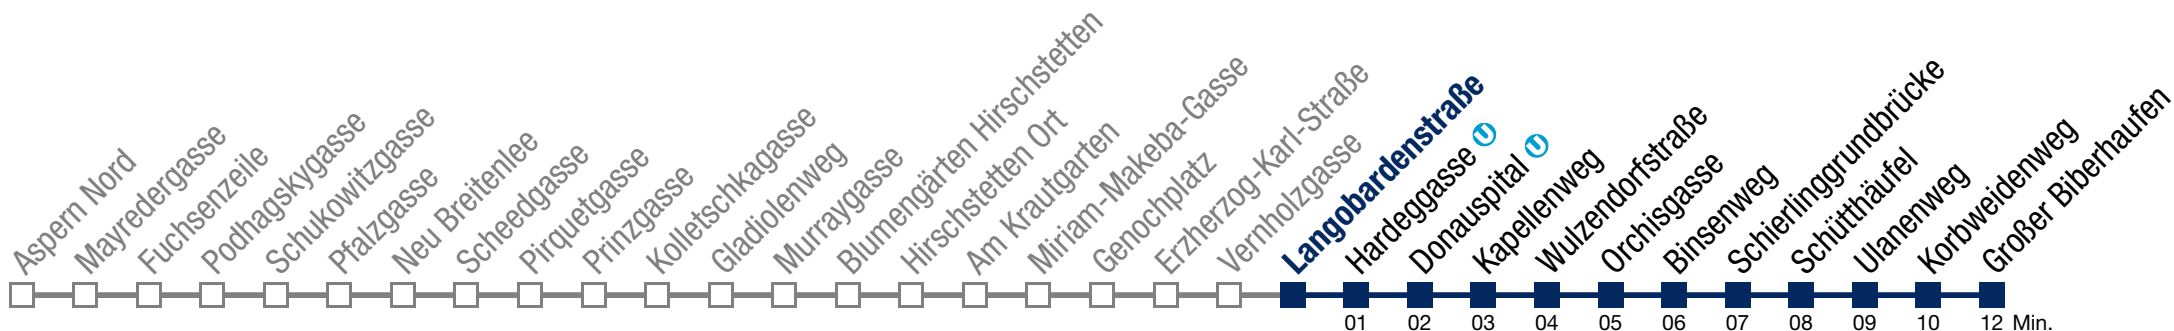 Aspern Nord
Mayredergasse
Fuchsenzeile
Podhagskygasse
Schukowitzgasse
Pfalzgasse
Neu Breitenlee
Scheedgasse
Pirquetgasse
Prinzgasse
Kolletschkagasse
Gladiolenweg
Murraygasse
Blumengärten Hirschstetten
Hirschstetten Ort
Am Krautgarten
Miriam-Makeba-Gasse
Genochplatz
Erzherzog-Karl-Straße
Vernholzgasse
Langobardenstraße
Hardeggasse U
Donauspital U
Kapellenweg
Wulzendorfstraße
Orchisgasse
Binsenweg
Schierlinggrundbrücke
Schütthäufel
Ulanenweg
Korbweidenweg
Großer Biberhaufen
01 02 03 04 05 06 07 08 09 10 12 Min.